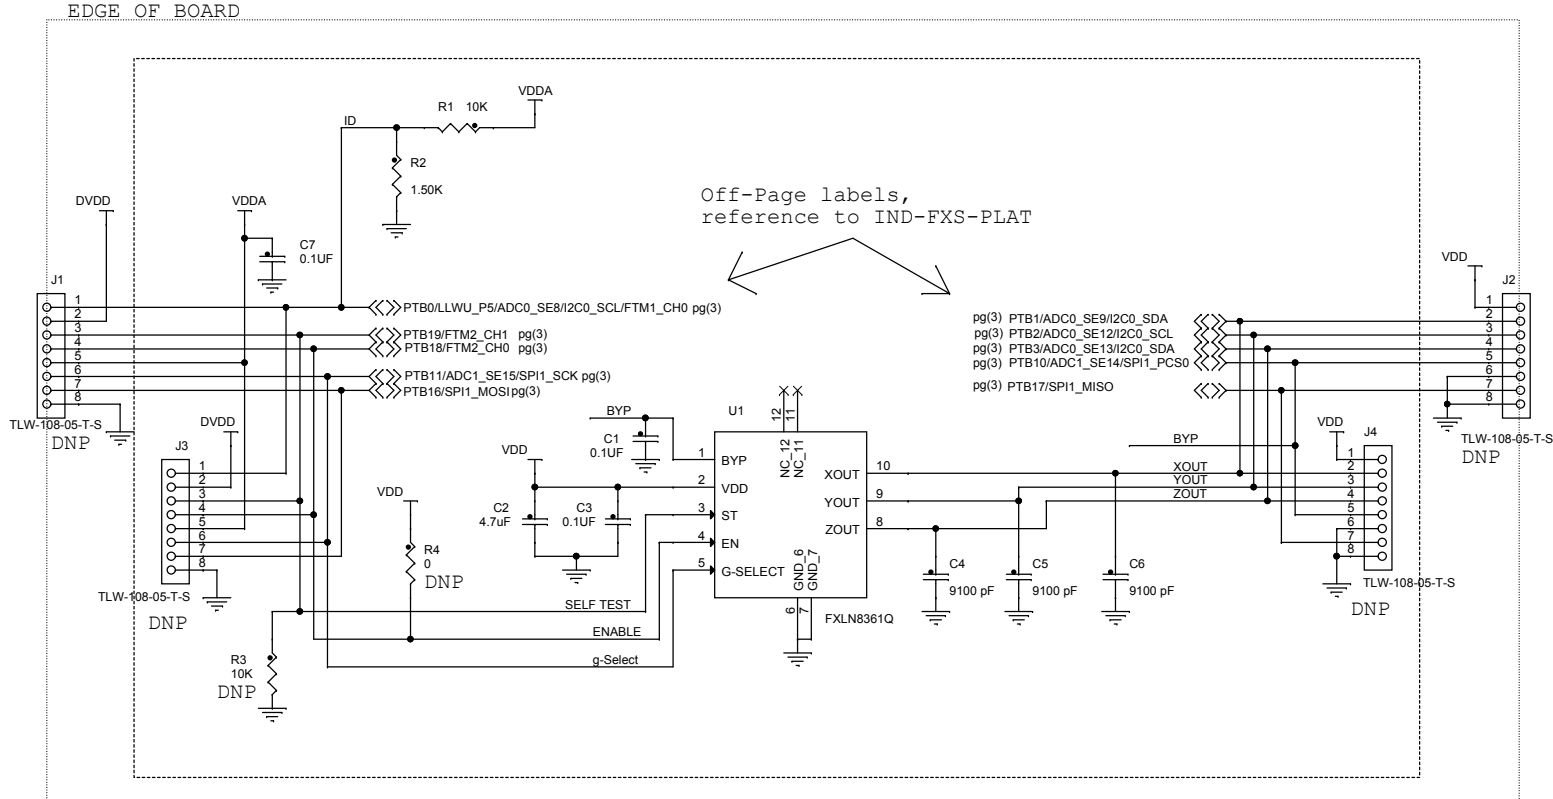 EDGE OF BOARD
VDDA
R1 10K
ID
R2
1.50K
DVDD
VDDA
C7
0.1UF
Off-Page labels,
reference to IND-FXS-PLAT
J1
1
2
3
4
5
6
7
8
TLW-108-05-T-S
DNP
PTB0/LLWU_P5/ADC0_SE8/I2C0_SCL/FTM1_CH0 pg(3)
PTB19/FTM2_CH1 pg(3)
PTB18/FTM2_CH0 pg(3)
PTB11/ADC1_SE15/SPI1_SCK pg(3)
PTB16/SPI1_MOSI pg(3)
pg(3) PTB1/ADC0_SE9/I2C0_SDA
pg(3) PTB2/ADC0_SE12/I2C0_SCL
pg(3) PTB3/ADC0_SE13/I2C0_SDA
pg(3) PTB10/ADC1_SE14/SPI1_PCS0
pg(3) PTB17/SPI1_MISO
VDD
J2
1
2
3
4
5
6
7
8
TLW-108-05-T-S
DNP
DVDD
J3
1
2
3
4
5
6
7
8
TLW-108-05-T-S
DNP
VDD
R4
0
DNP
R3
10K
DNP
BYP
C1
0.1UF
VDD
C2
4.7uF
C3
0.1UF
U1
12
11
NC_12
NC_11
1 BYP
2 VDD
3 ST
4 EN
5 G-SELECT
XOUT 10
YOUT 9
ZOUT 8
GND_6
GND_7
6
7
FXLN8361Q
SELF TEST
ENABLE
g-Select
C4
9100 pF
C5
9100 pF
C6
9100 pF
BYP
XOUT
YOUT
ZOUT
VDD
J4
1
2
3
4
5
6
7
8
TLW-108-05-T-S
DNP